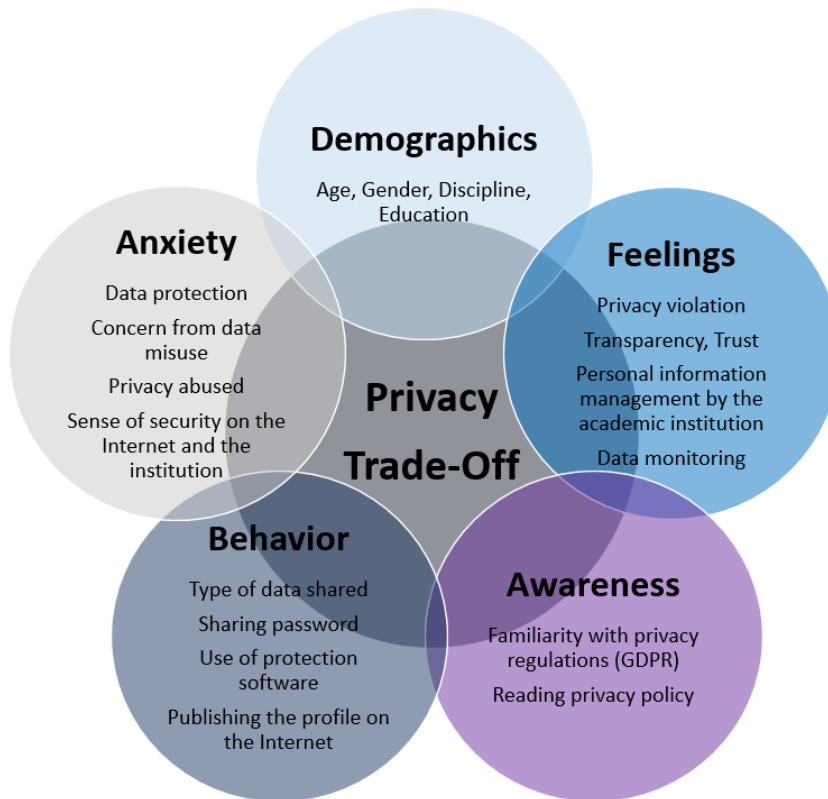 Demographics
Age, Gender, Discipline,
Education
Anxiety
Data protection
Concern from data
misuse
Privacy abused
Sense of security on the
Internet and the
institution
Feelings
Privacy violation
Transparency, Trust
Personal information
management by the
academic institution
Data monitoring
Privacy
Trade-Off
Behavior
Type of data shared
Sharing password
Use of protection
software
Publishing the profile on
the Internet
Awareness
Familiarity with privacy
regulations (GDPR)
Reading privacy policy